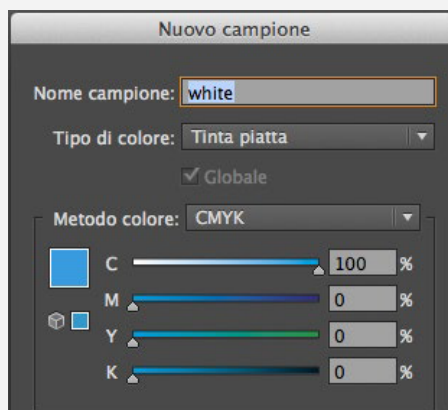 Nuovo campione
Nome campione: white
Tipo di colore: Tinta piatta
Globale
Metodo colore: CMYK
C 100 %
M 0 %
Y 0 %
K 0 %